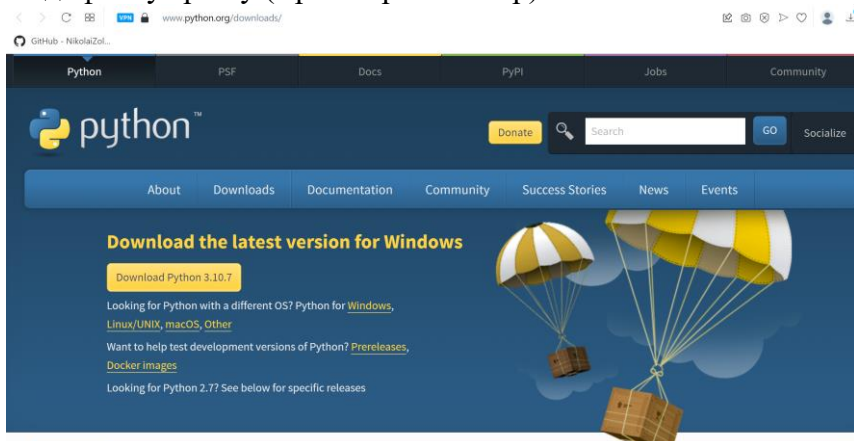 VPN www.python.org/downloads/
GitHub - NikolaiZol...
Python PSF Docs PyPI Jobs Community
python™
Donate Search GO Socialize
About Downloads Documentation Community Success Stories News Events
Download the latest version for Windows
Download Python 3.10.7
Looking for Python with a different OS? Python for Windows,
Linux/UNIX, macOS, Other
Want to help test development versions of Python? Prereleases,
Docker images
Looking for Python 2.7? See below for specific releases